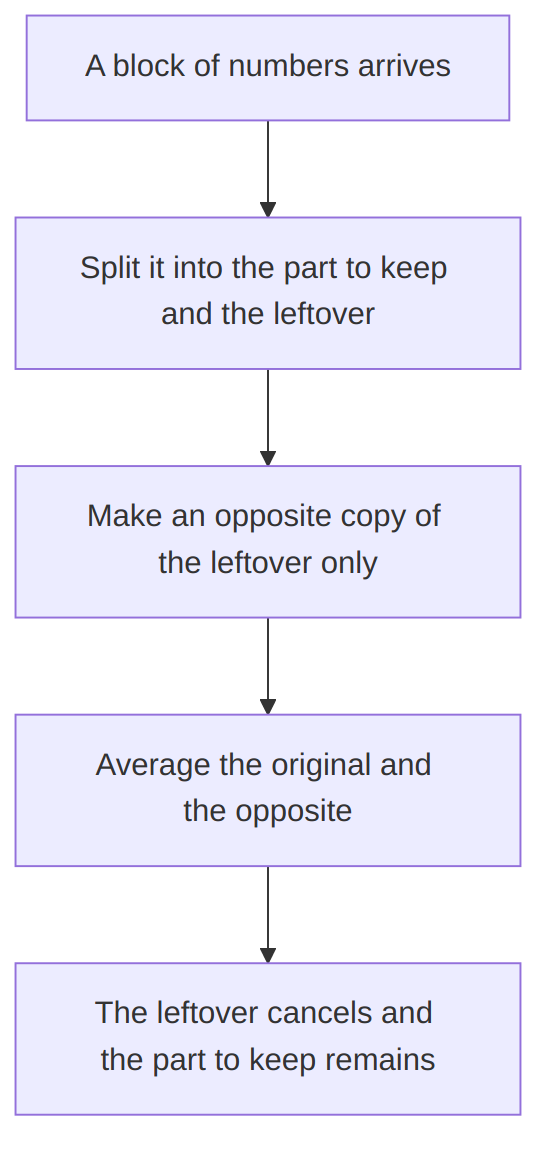 A block of numbers arrives
Split it into the part to keep
and the leftover
Make an opposite copy of
the leftover only
Average the original and
the opposite
The leftover cancels and
the part to keep remains